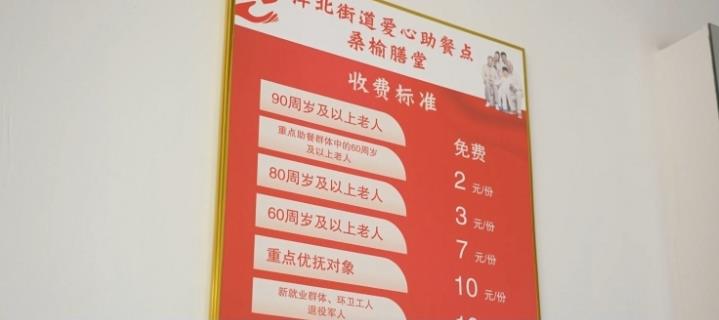 北街道爱心助餐点
桑榆膳堂
收费标准
90周岁及以上老人
免费
重点助餐群体中的60周岁
及以上老人
2 元/份
80周岁及以上老人
3 元/份
60周岁及以上老人
7 元/份
重点优抚对象
10 元/份
新就业群体、环卫工人
退役军人